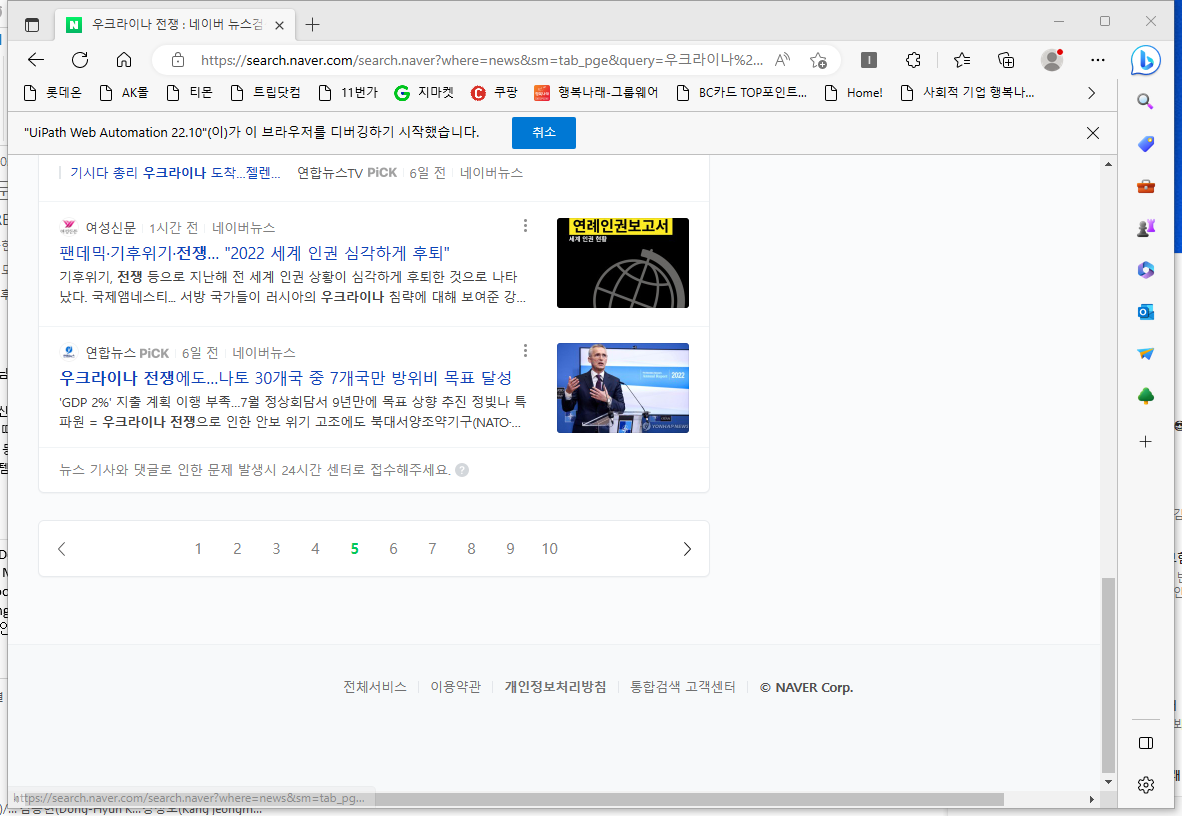 우크라이나 전쟁 : 네이버 뉴스검
https://search.naver.com/search.naver?where=news&sm=tab_pge&query=우크라이나%2...
롯데온 AK몰 티몬 트립닷컴 11번가 지마켓 쿠팡 행복나래-그룹웨어 BC카드 TOP포인트... Home! 사회적 기업 행복나...
"UiPath Web Automation 22.10"(이)가 이 브라우저를 디버깅하기 시작했습니다. 취소
기시다 총리 우크라이나 도착...젤렌... 연합뉴스TV PiCK 6일 전 네이버뉴스
여성신문 1시간 전 네이버뉴스
팬데믹·기후위기·전쟁... "2022 세계 인권 심각하게 후퇴"
기후위기, 전쟁 등으로 지난해 전 세계 인권 상황이 심각하게 후퇴한 것으로 나타
났다. 국제앰네스티... 서방 국가들이 러시아의 우크라이나 침략에 대해 보여준 강...
연례인권보고서
세계 인권 현황
연합뉴스 PiCK 6일 전 네이버뉴스
우크라이나 전쟁에도...나토 30개국 중 7개국만 방위비 목표 달성
'GDP 2%' 지출 계획 이행 부족...7월 정상회담서 9년만에 목표 상향 추진 정빛나 특
파원 = 우크라이나 전쟁으로 인한 안보 위기 고조에도 북대서양조약기구(NATO·...
2022
YONHAP NEWS
뉴스 기사와 댓글로 인한 문제 발생시 24시간 센터로 접수해주세요. ?
1 2 3 4 5 6 7 8 9 10
전체서비스 이용약관 개인정보처리방침 통합검색 고객센터 © NAVER Corp.
https://search.naver.com/search.naver?where=news&sm=tab_pg...